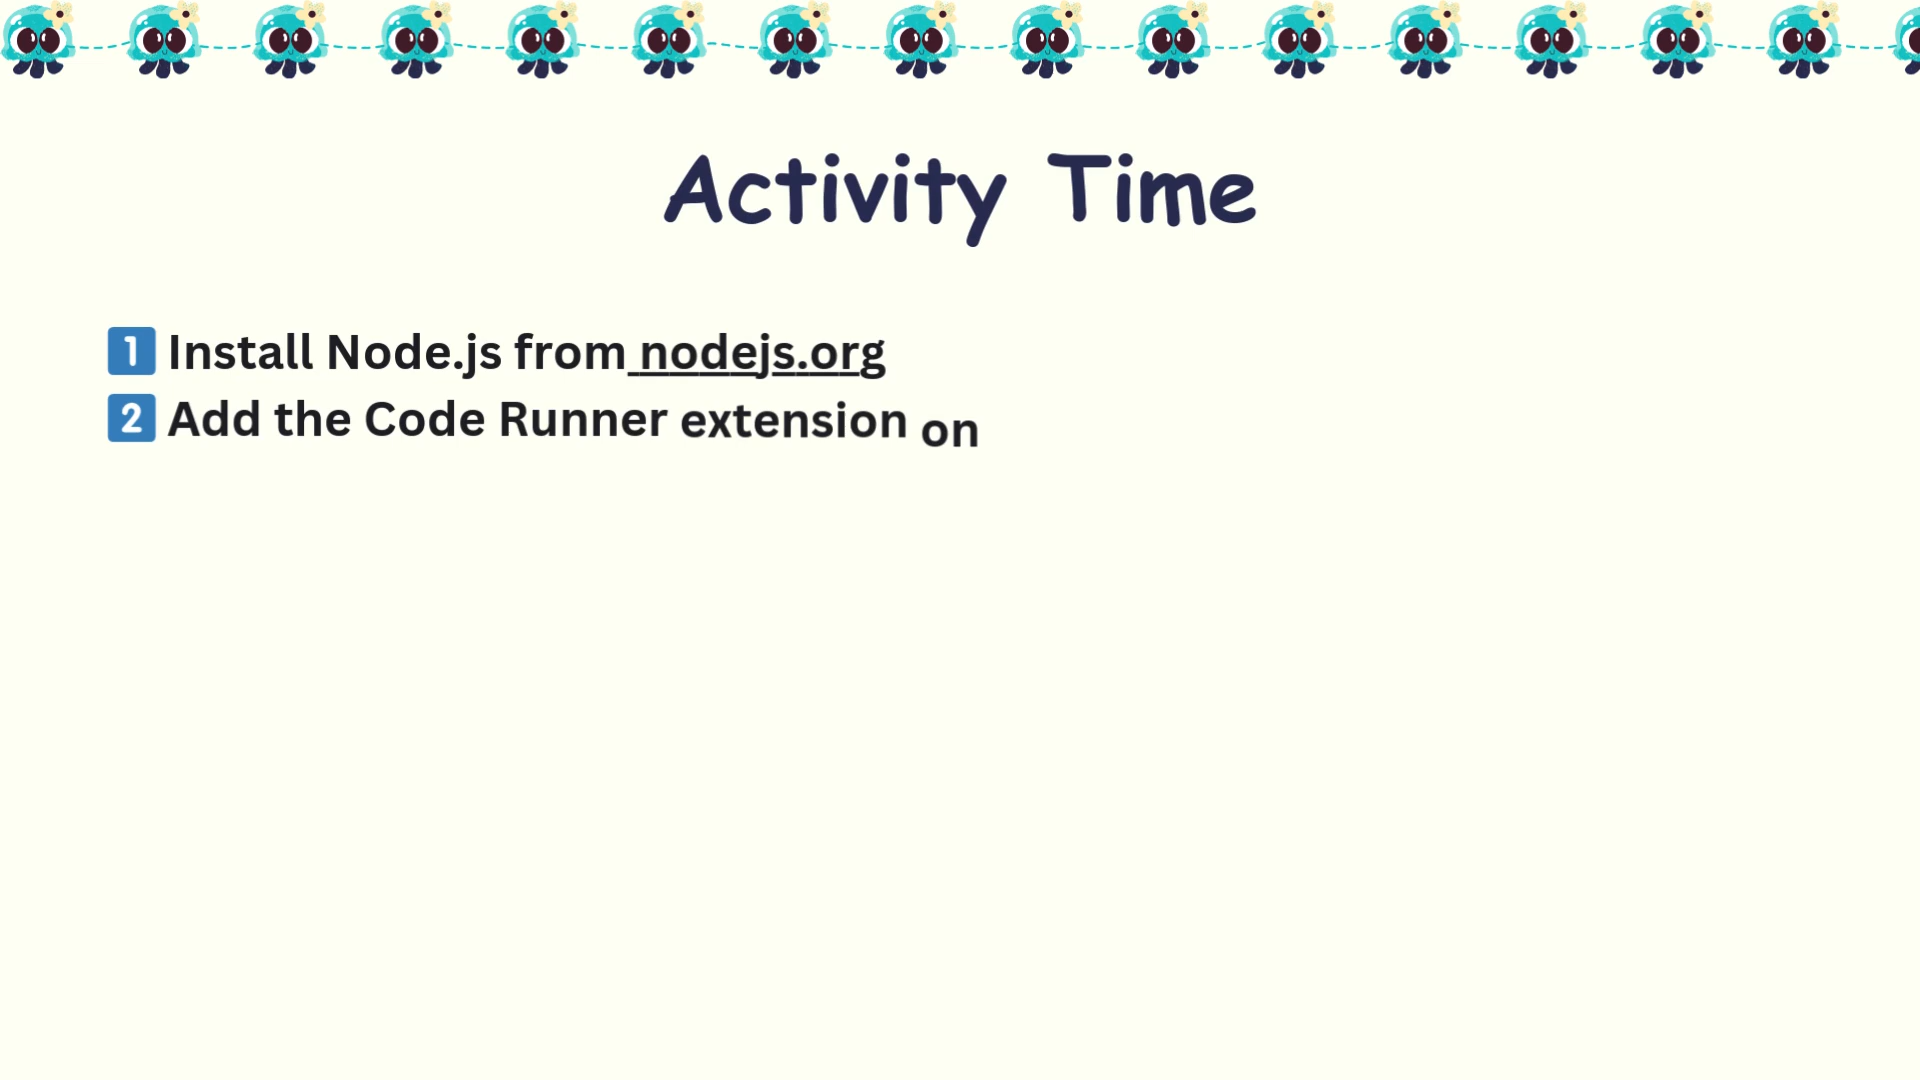 Activity Time
1 Install Node.js from nodejs.org
2 Add the Code Runner extension on